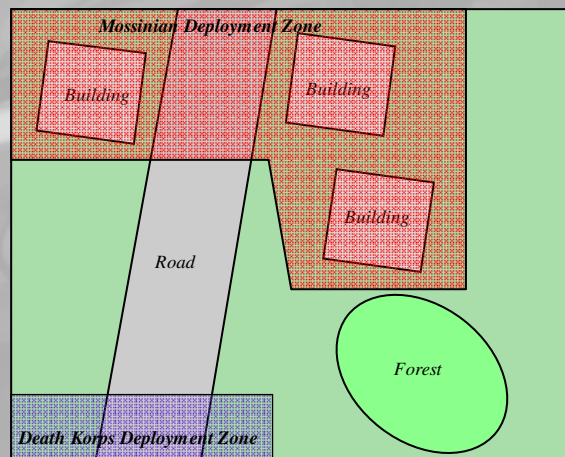 Mossinian Deployment Zone
Building
Building
Building
Road
Forest
Death Korps Deployment Zone